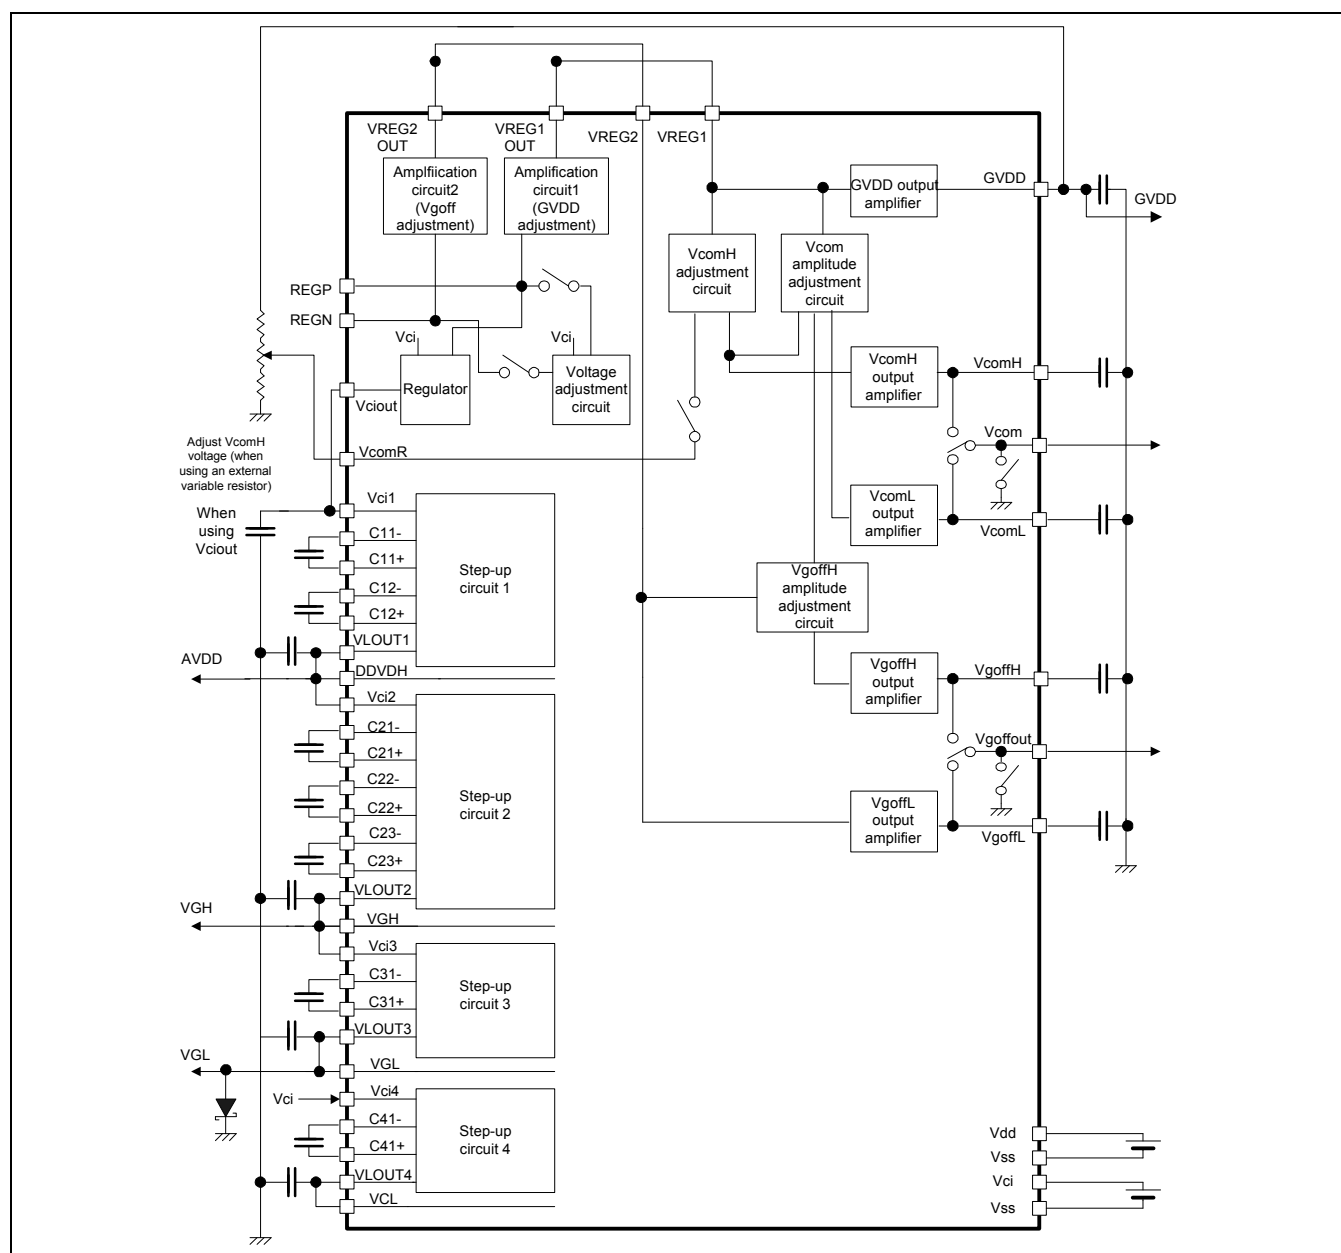 VREG2
OUT
VREG1
OUT
VREG2
VREG1
Amplfiication
circuit2
(Vgoff
adjustment)
Amplification
circuit1
(GVDD
adjustment)
GVDD output
amplifier
GVDD
GVDD
VcomH
adjustment
circuit
Vcom
amplitude
adjustment
circuit
REGP
REGN
Vci
Vci
Regulator
Voltage
adjustment
circuit
Vciout
VcomH
output
amplifier
VcomH
Vcom
Adjust VcomH
voltage (when
using an external
variable resistor)
VcomR
When
using
Vciout
Vci1
C11-
C11+
C12-
C12+
VLOUT1
Step-up
circuit 1
VcomL
output
amplifier
VcomL
VgoffH
amplitude
adjustment
circuit
AVDD
DDVDH
Vci2
C21-
C21+
C22-
C22+
C23-
C23+
VLOUT2
Step-up
circuit 2
VgoffH
output
amplifier
VgoffH
Vgoffout
VgoffL
output
amplifier
VgoffL
VGH
VGH
Vci3
C31-
C31+
VLOUT3
Step-up
circuit 3
VGL
VGL
Vci
Vci4
C41-
C41+
VLOUT4
VCL
Step-up
circuit 4
Vdd
Vss
Vci
Vss